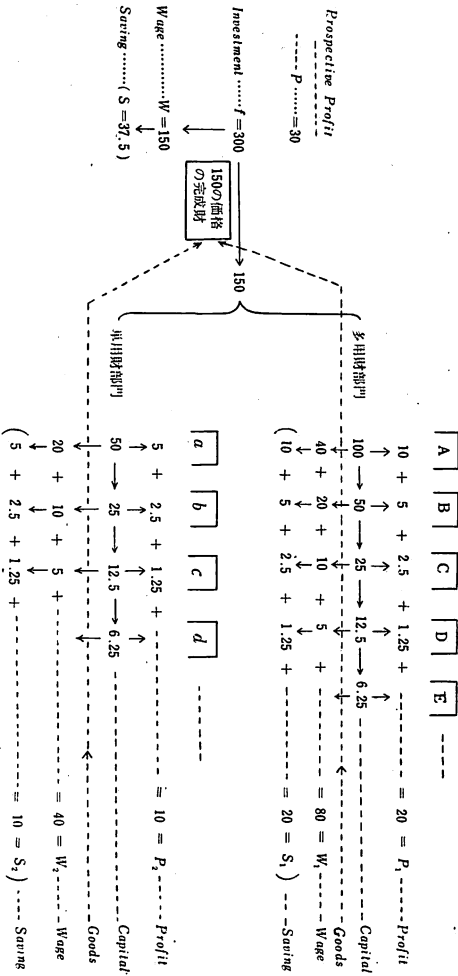 A B C D E
10 + 5 + 2.5 + 1.25 + ------ = 20 = P₁ ---- Profit
多用財部門 100 → 50 → 25 → 12.5 → 6.25 ------ Capital
Goods
40 + 20 + 10 + 5 + ------ = 80 = W₁ ---- Wage
(10 + 5 + 2.5 + 1.25 + ------ = 20 = S₁) ---- Saving
Prospective Profit
P ......=30
Investment ......f=300 → 150
150の価格
の完成財
Wage .........W=150
Saving ......( S =37.5 )
a b c d
5 + 2.5 + 1.25 + ------ = 10 = P₂ ---- Profit
専用財部門 50 → 25 → 12.5 → 6.25 ------ Capital
Goods
20 + 10 + 5 + ------ = 40 = W₂ ---- Wage
(5 + 2.5 + 1.25 + ------ = 10 = S₂) ---- Saving